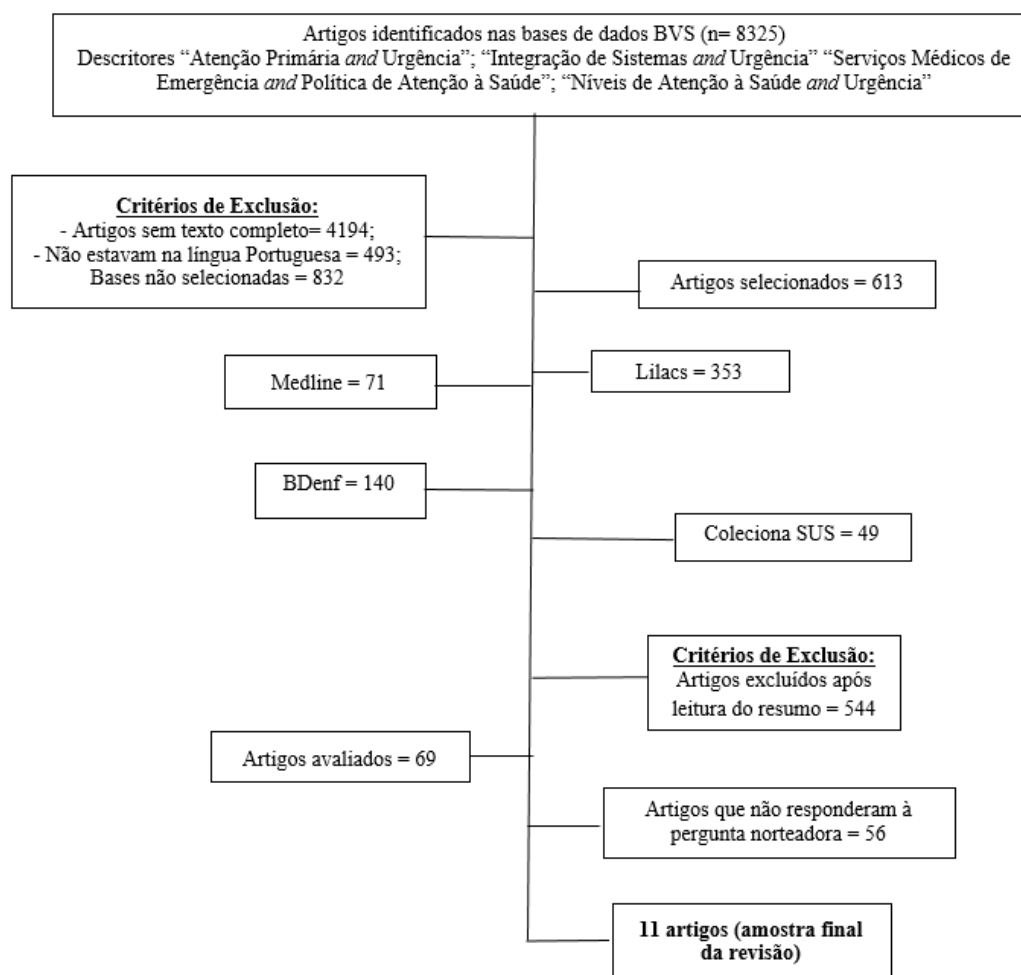 Artigos identificados nas bases de dados BVS (n= 8325)
Descritores “Atenção Primária and Urgência”; “Integração de Sistemas and Urgência” “Serviços Médicos de
Emergência and Política de Atenção à Saúde”; “Níveis de Atenção à Saúde and Urgência”
Critérios de Exclusão:
- Artigos sem texto completo= 4194;
- Não estavam na língua Portuguesa = 493;
Bases não selecionadas = 832
Artigos selecionados = 613
Medline = 71
Lilacs = 353
BDenf = 140
Coleciona SUS = 49
Critérios de Exclusão:
Artigos excluídos após
leitura do resumo = 544
Artigos avaliados = 69
Artigos que não responderam à
pergunta norteadora = 56
11 artigos (amostra final
da revisão)